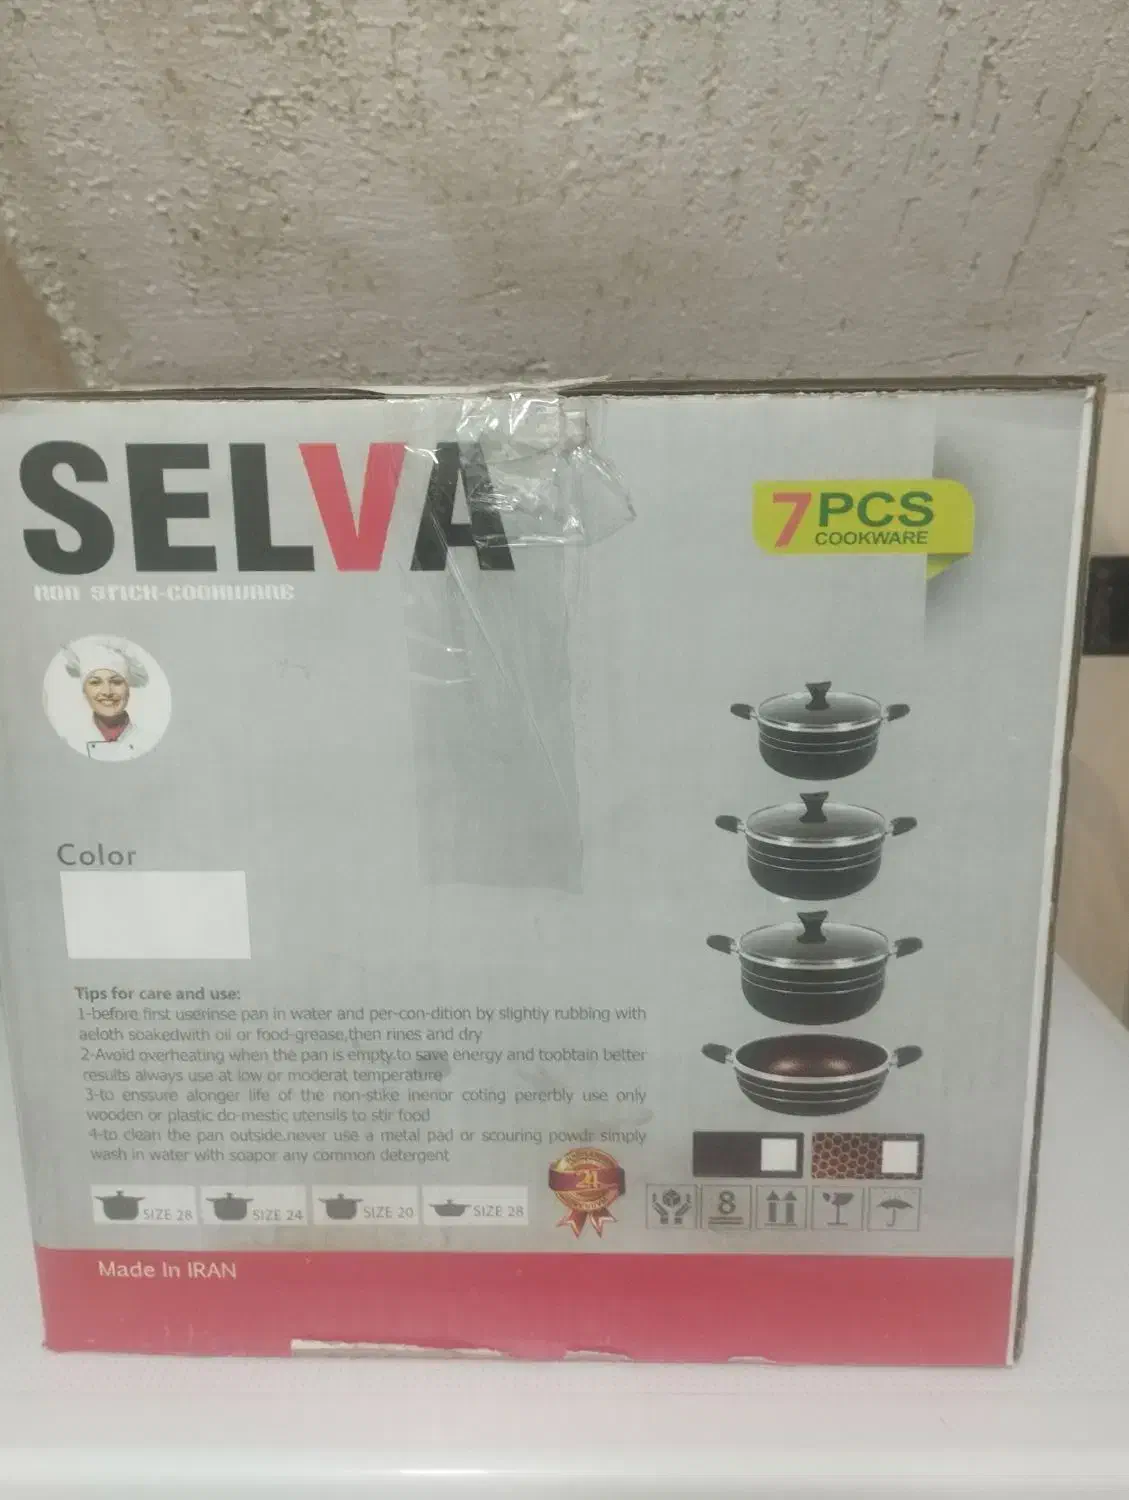 SELVA
NON STICK-COOKWARE
7 PCS
COOKWARE
Color
Tips for care and use:
1-before first userinse pan in water and per-con-dition by slightly rubbing with
aeloth soakedwith oil or food-grease,then rines and dry
2-Avoid overheating when the pan is empty.to save energy and toobtain better
results always use at low or moderat temperature
3-to enssure alonger life of the non-stike inerior coting pererbly use only
wooden or plastic do-mestic utensils to stir food
4-to clean the pan outside.never use a metal pad or scouring powdr simply
wash in water with soapor any common detergent
SIZE 28
SIZE 24
SIZE 20
SIZE 28
24
8
Made In IRAN